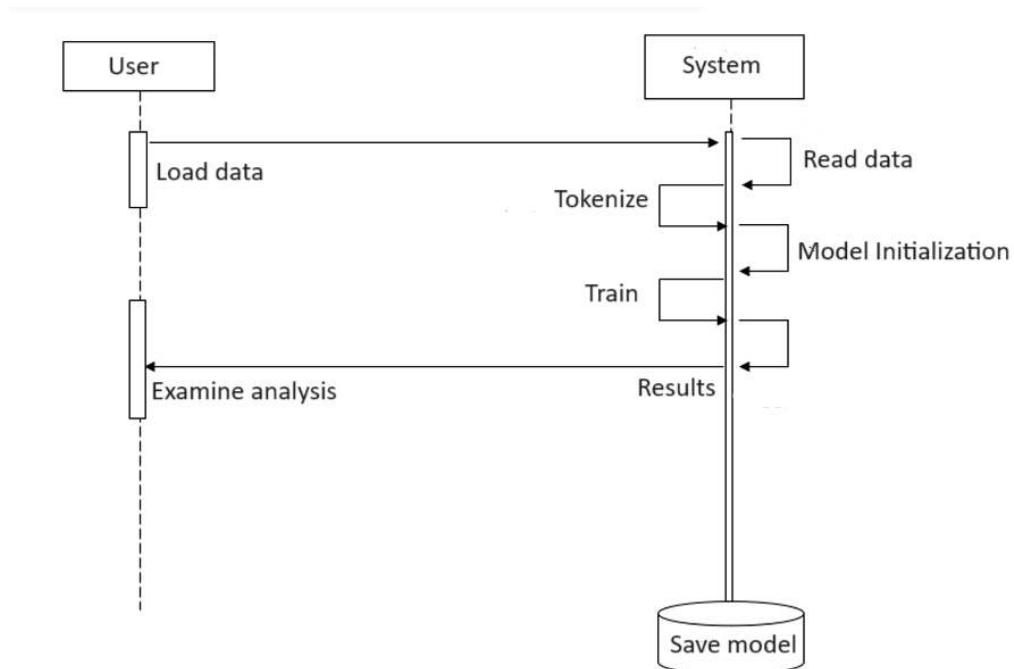 User
System
Load data
Read data
Tokenize
Model Initialization
Train
Examine analysis
Results
Save model